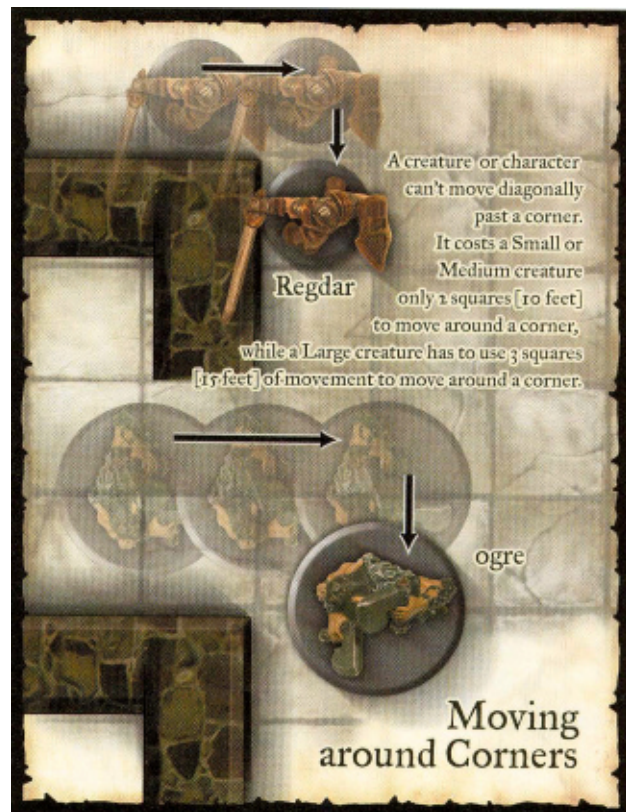 A creature or character
can't move diagonally
past a corner.
It costs a Small or
Medium creature
only 2 squares [10 feet]
to move around a corner,
while a Large creature has to use 3 squares
[15 feet] of movement to move around a corner.
Regdar
ogre
Moving
around Corners